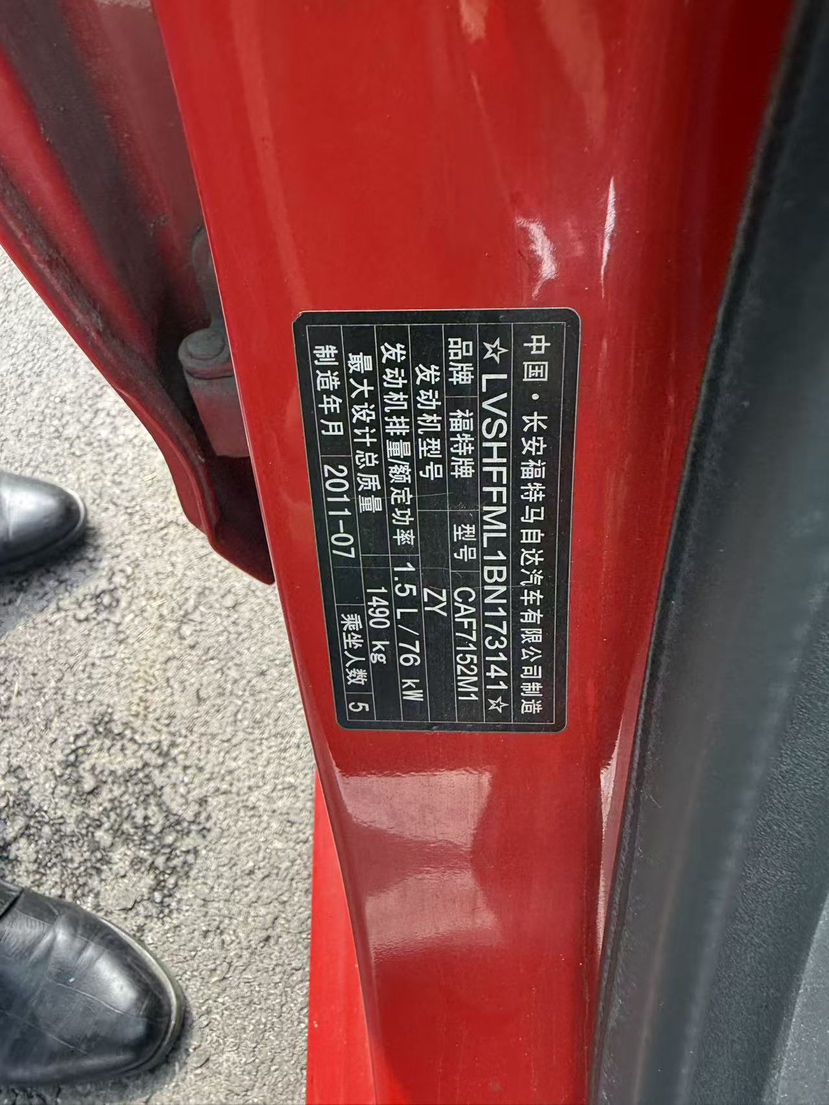 中国·长安福特马自达汽车有限公司制造
☆LVSHFFML1BN173141☆
品牌 福特牌 型号 CAF7152M1
发动机型号 ZY
发动机排量/额定功率 1.5 L/76 kW
最大设计总质量 1490 kg
制造年月 2011-07 乘坐人数 5